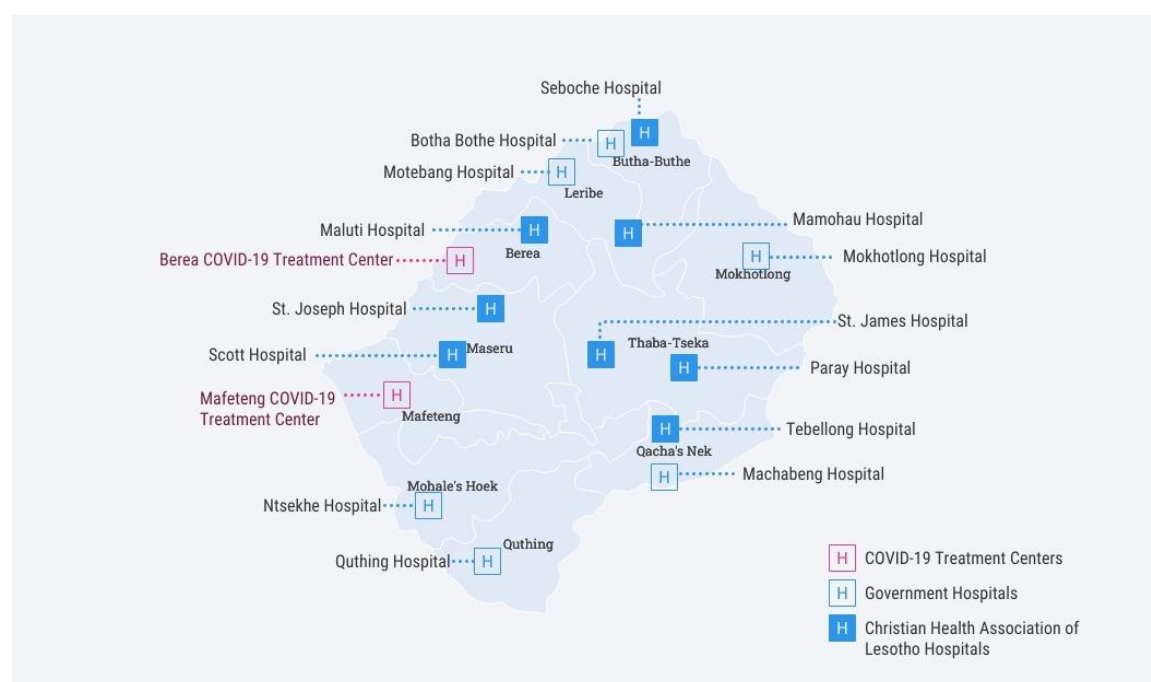 Seboche Hospital
H
Botha Bothe Hospital
H
Butha-Buthe
Motebang Hospital
H
Leribe
Maluti Hospital
H
Berea
H
Mamohau Hospital
Berea COVID-19 Treatment Center
H
H
Mokhotlong Hospital
Mokhotlong
St. Joseph Hospital
H
St. James Hospital
H
Scott Hospital
H
Maseru
Thaba-Tseka
H
Paray Hospital
Mafeteng COVID-19
Treatment Center
H
Mafeteng
H
Tebellong Hospital
Qacha's Nek
H
Machabeng Hospital
Mohale's Hoek
Ntsekhe Hospital
H
Quthing
Quthing Hospital
H
H
COVID-19 Treatment Centers
H
Government Hospitals
H
Christian Health Association of
Lesotho Hospitals